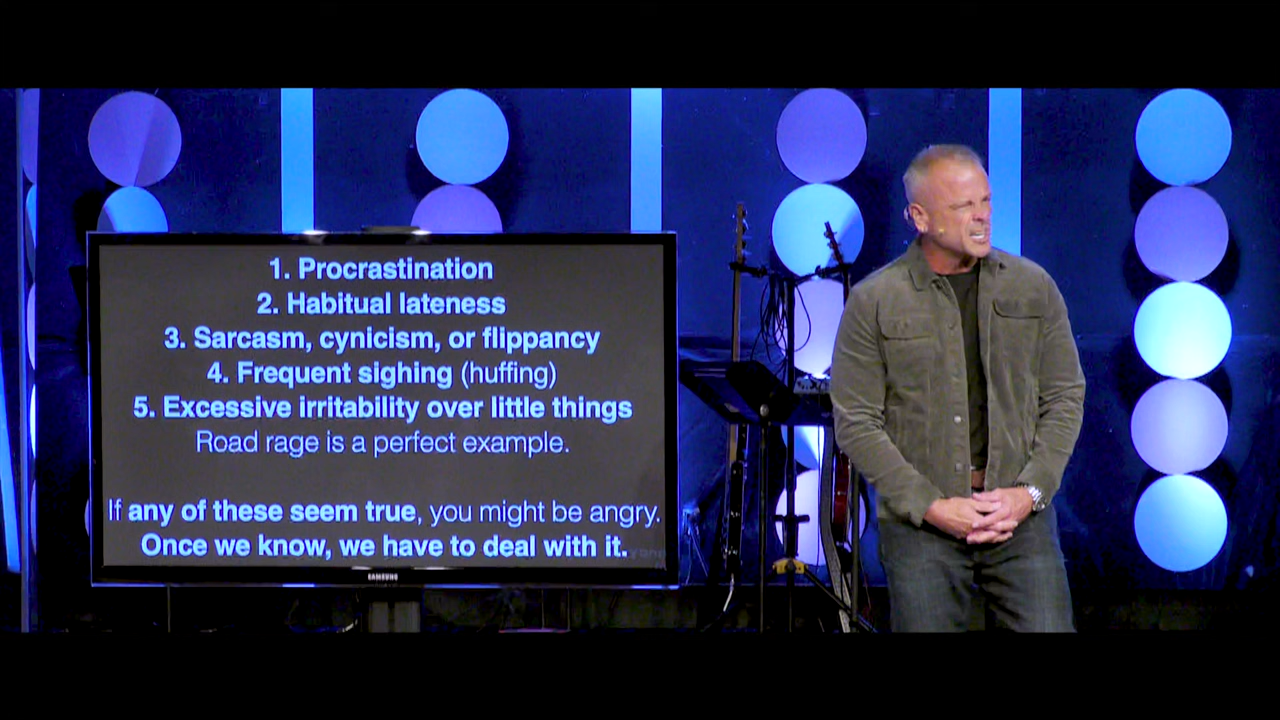 1. Procrastination
2. Habitual lateness
3. Sarcasm, cynicism, or flippancy
4. Frequent sighing (huffing)
5. Excessive irritability over little things
Road rage is a perfect example.
If any of these seem true, you might be angry.
Once we know, we have to deal with it.
SAMSUNG